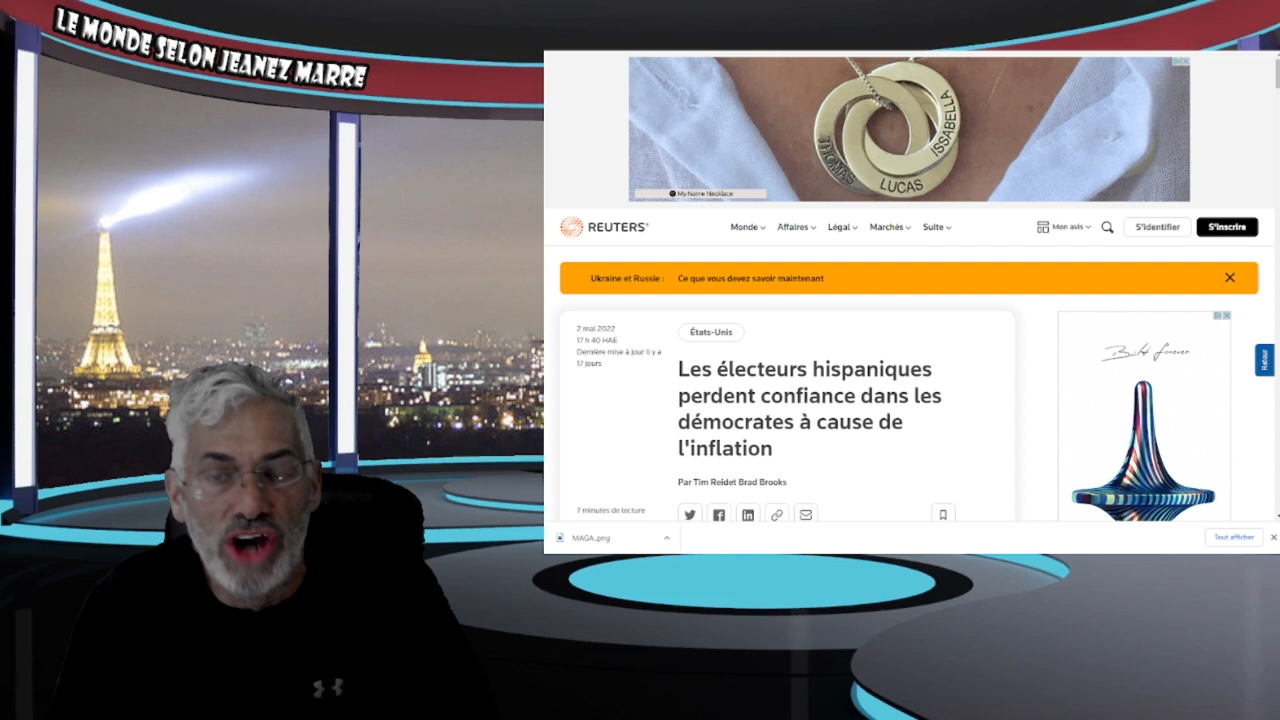 LE MONDE SELON JEANEZ MARRE
THOMAS
LUCAS
ISSABELLA
My Name Necklace
REUTERS®
Monde
Affaires
Légal
Marchés
Suite
Mon avis
S'identifier
S'inscrire
Ukraine et Russie :
Ce que vous devez savoir maintenant
2 mai 2022
17 h 40 HAE
Dernière mise à jour il y a
17 jours
États-Unis
Les électeurs hispaniques
perdent confiance dans les
démocrates à cause de
l'inflation
Par Tim Reidet Brad Brooks
7 minutes de lecture
Built forever
Retour
MAGA.png
Tout afficher